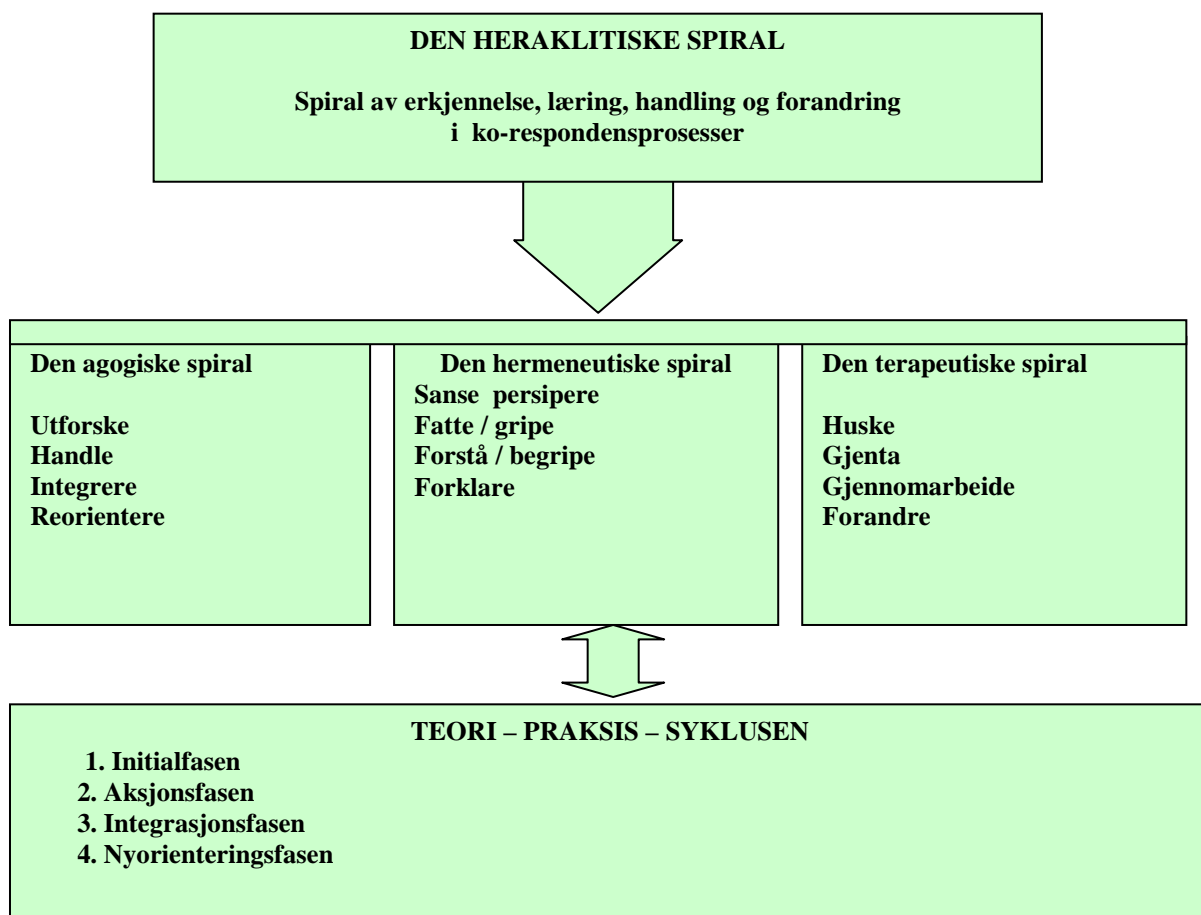 DEN HERAKLITISKE SPIRAL
Spiral av erkjennelse, læring, handling og forandring
i ko-respondensprosesser
Den agogiske spiral
Utforske
Handle
Integrere
Reorientere
Den hermeneutiske spiral
Sanse persipere
Fatte / gripe
Forstå / begripe
Forklare
Den terapeutiske spiral
Huske
Gjenta
Gjennomarbeide
Forandre
TEORI – PRAKSIS – SYKLUSEN
1. Initialfasen
2. Aksjonsfasen
3. Integrasjonsfasen
4. Nyorienteringsfasen